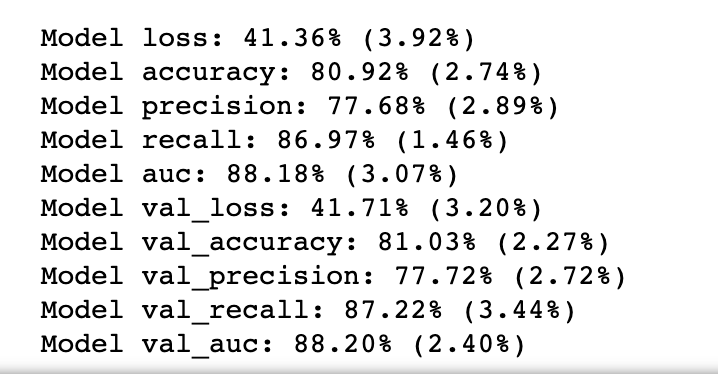 Model loss: 41.36% (3.92%)
Model accuracy: 80.92% (2.74%)
Model precision: 77.68% (2.89%)
Model recall: 86.97% (1.46%)
Model auc: 88.18% (3.07%)
Model val_loss: 41.71% (3.20%)
Model val_accuracy: 81.03% (2.27%)
Model val_precision: 77.72% (2.72%)
Model val_recall: 87.22% (3.44%)
Model val_auc: 88.20% (2.40%)